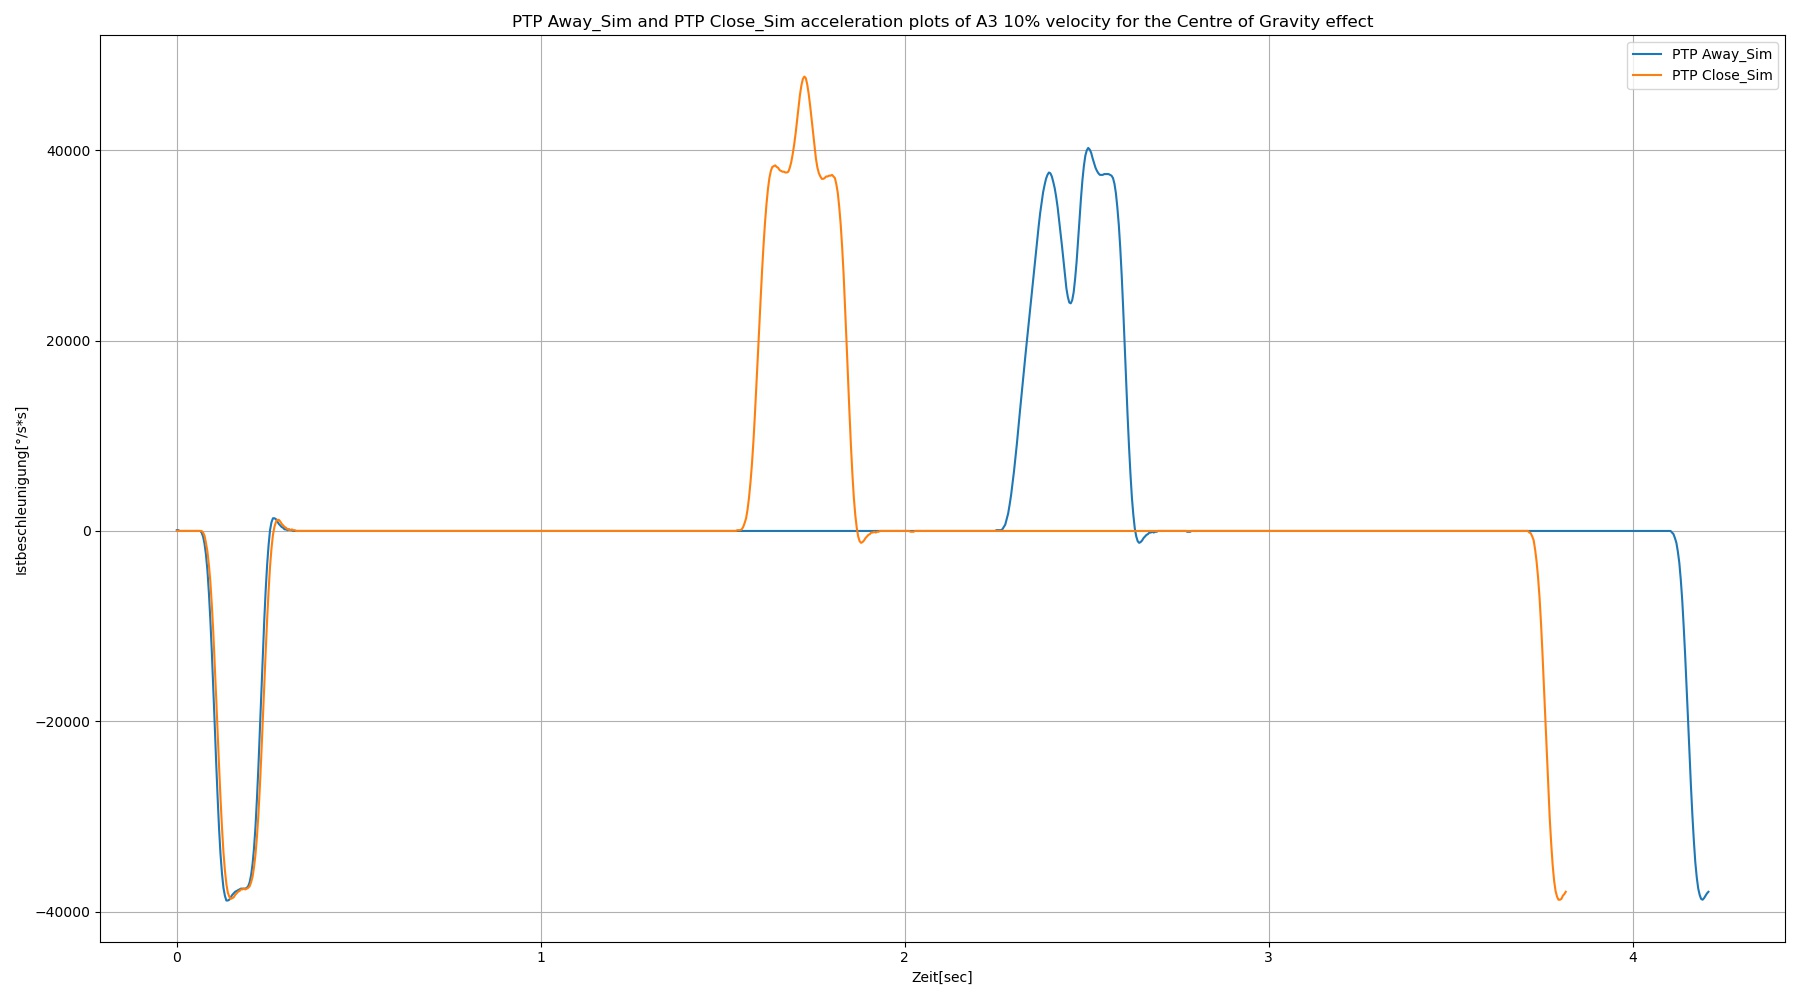 PTP Away_Sim and PTP Close_Sim acceleration plots of A3 10% velocity for the Centre of Gravity effect
PTP Away_Sim
PTP Close_Sim
40000
20000
0
−20000
−40000
Istbeschleunigung[°/s*s]
0 1 2 3 4
Zeit[sec]